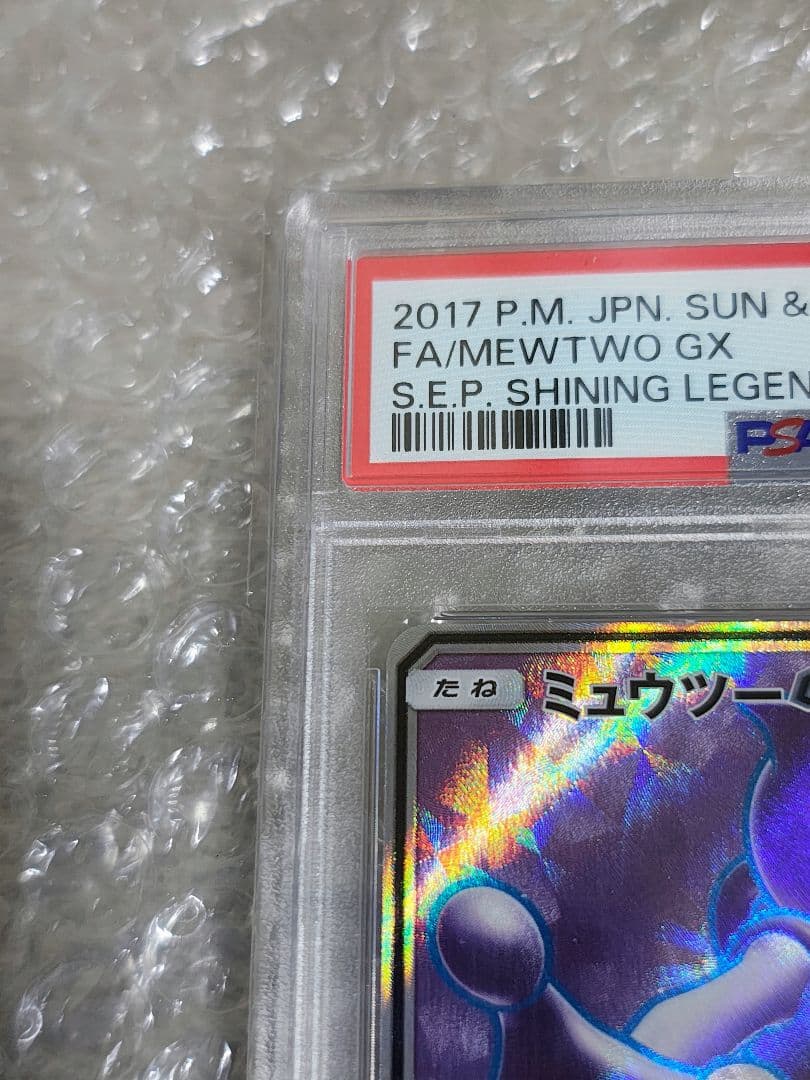 2017 P.M. JPN. SUN &
FA/MEWTWO GX
S.E.P. SHINING LEGEN
PSA
たね ミュウツー